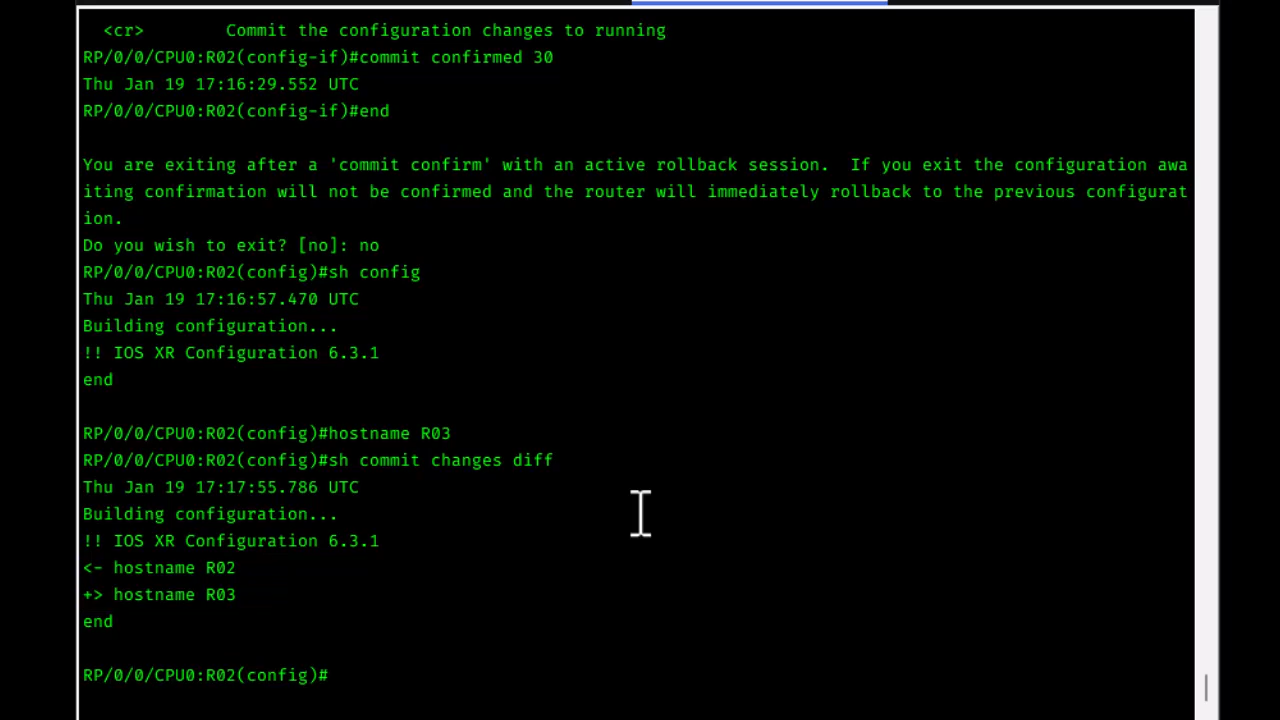 <cr>        Commit the configuration changes to running
RP/0/0/CPU0:R02(config-if)#commit confirmed 30
Thu Jan 19 17:16:29.552 UTC
RP/0/0/CPU0:R02(config-if)#end
You are exiting after a 'commit confirm' with an active rollback session.  If you exit the configuration awa
iting confirmation will not be confirmed and the router will immediately rollback to the previous configurat
ion.
Do you wish to exit? [no]: no
RP/0/0/CPU0:R02(config)#sh config
Thu Jan 19 17:16:57.470 UTC
Building configuration...
!! IOS XR Configuration 6.3.1
end
RP/0/0/CPU0:R02(config)#hostname R03
RP/0/0/CPU0:R02(config)#sh commit changes diff
Thu Jan 19 17:17:55.786 UTC
Building configuration...
!! IOS XR Configuration 6.3.1
<- hostname R02
+> hostname R03
end
RP/0/0/CPU0:R02(config)#